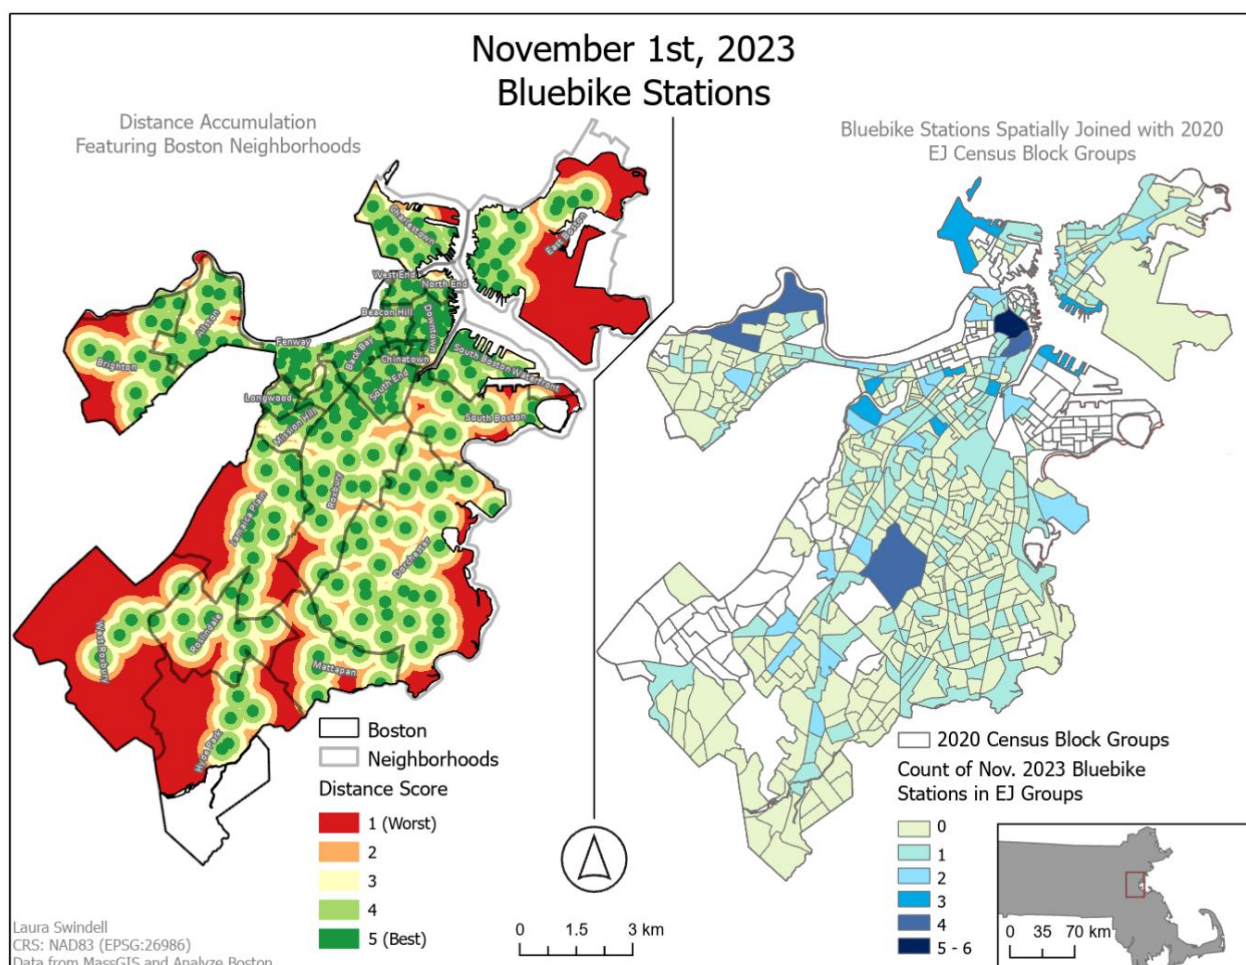 November 1st, 2023
Bluebike Stations
Distance Accumulation
Featuring Boston Neighborhoods
Bluebike Stations Spatially Joined with 2020
EJ Census Block Groups
Charlestown
East Boston
West End
North End
Allston
Beacon Hill
Downtown
Fenway
Back Bay
Chinatown
South Boston Waterfront
Brighton
South End
Longwood
South Boston
Mission Hill
Roxbury
Jamaica Plain
Dorchester
West Roxbury
Roslindale
Mattapan
Hyde Park
Boston
Neighborhoods
Distance Score
1 (Worst)
2
3
4
5 (Best)
2020 Census Block Groups
Count of Nov. 2023 Bluebike
Stations in EJ Groups
0
1
2
3
4
5 - 6
0 1.5 3 km
0 35 70 km
Laura Swindell
CRS: NAD83 (EPSG:26986)
Data from MassGIS and Analyze Boston